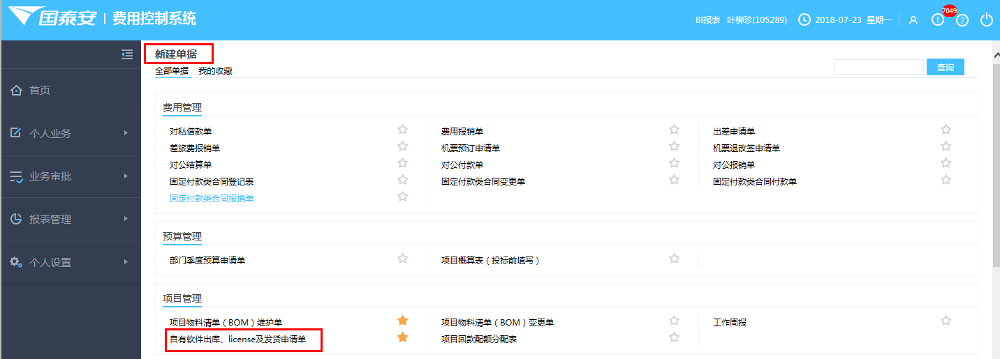 国泰安 | 费用控制系统
BI报表 叶柳珍(105289) 2018-07-23 星期一 7049
新建单据
全部单据 我的收藏
查询
首页
个人业务
业务审批
报表管理
个人设置
费用管理
对私借款单 费用报销单 出差申请单
差旅费报销单 机票预订申请单 机票退改签申请单
对公结算单 对公付款单 对公报销单
固定付款类合同登记表 固定付款类合同变更单 固定付款类合同付款单
固定付款类合同报销单
预算管理
部门季度预算申请单 项目概算表（投标前填写）
项目管理
项目物料清单（BOM）维护单 项目物料清单（BOM）变更单 工作周报
自有软件出库、license及发货申请单 项目回款配额分配表